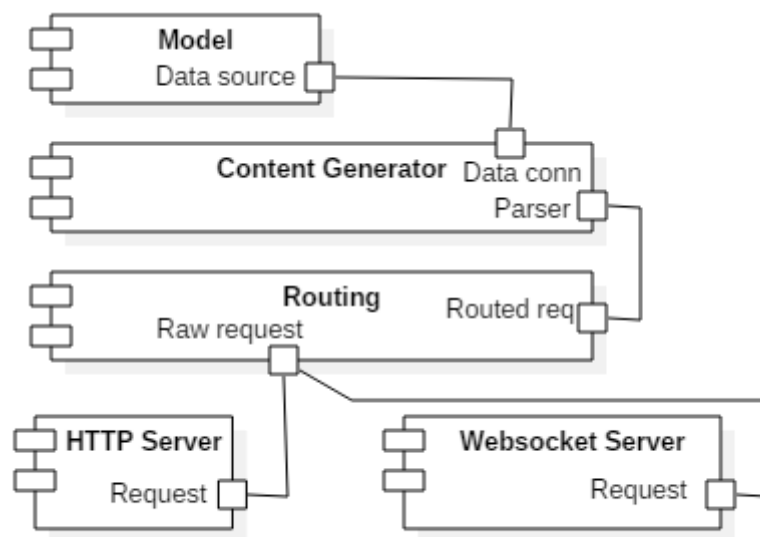 Model
Data source
Content Generator
Data conn
Parser
Routing
Routed req
Raw request
HTTP Server
Request
Websocket Server
Request